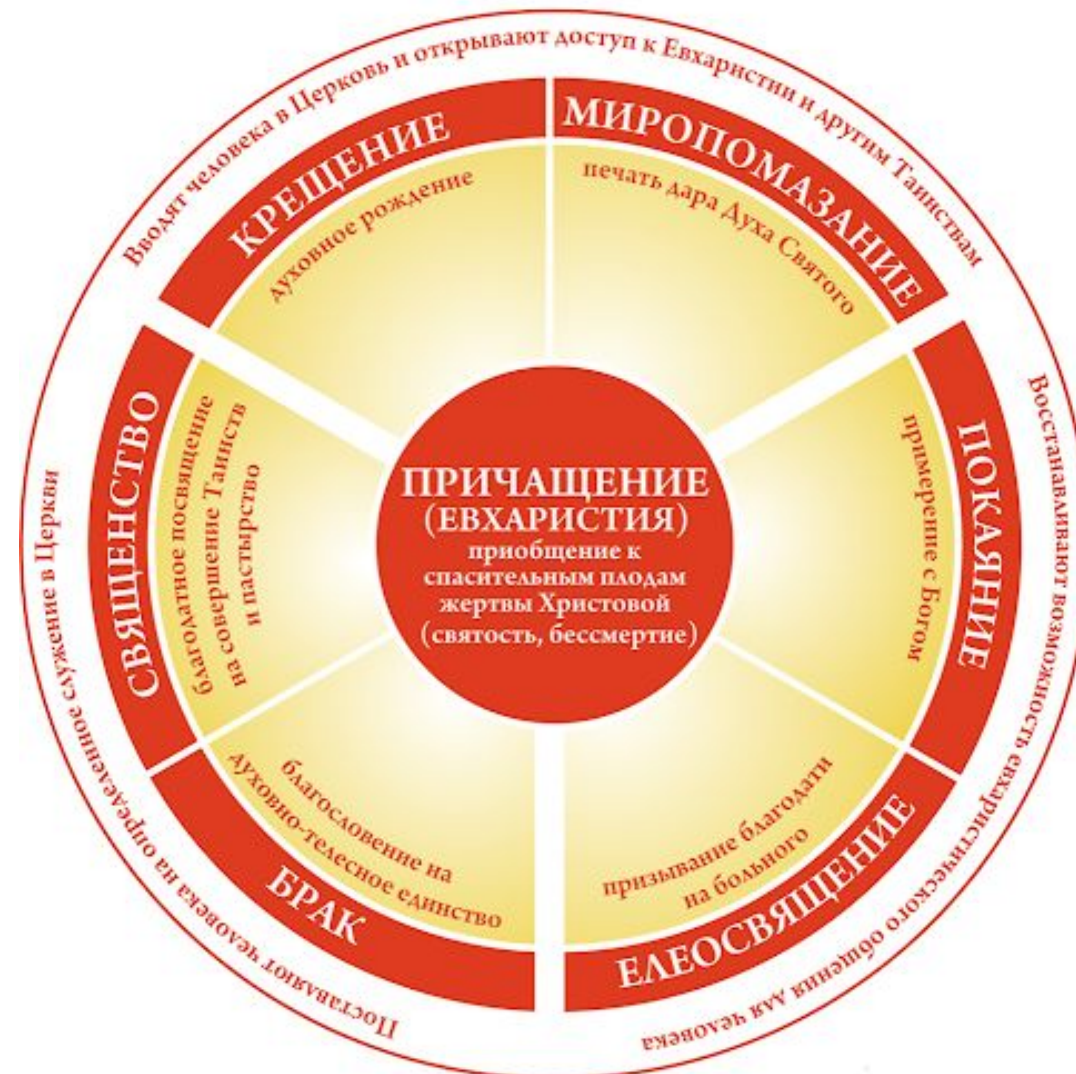 Вводят человека в Церковь и открывают доступ к Евхаристии и другим Таинствам
КРЕЩЕНИЕ
духовное рождение
МИРОПОМАЗАНИЕ
печать дара Духа Святого
Восстанавливают возможность евхаристического общения для человека
ПОКАЯНИЕ
примирение с Богом
ЕЛЕОСВЯЩЕНИЕ
призывание благодати
на больного
Поставляют человека на определенное служение в Церкви
БРАК
благословение на
духовно-телесное единство
СВЯЩЕНСТВО
благодатное посвящение
на совершение Таинств
и пастырство
ПРИЧАЩЕНИЕ
(ЕВХАРИСТИЯ)
приобщение к
спасительным плодам
жертвы Христовой
(святость, бессмертие)